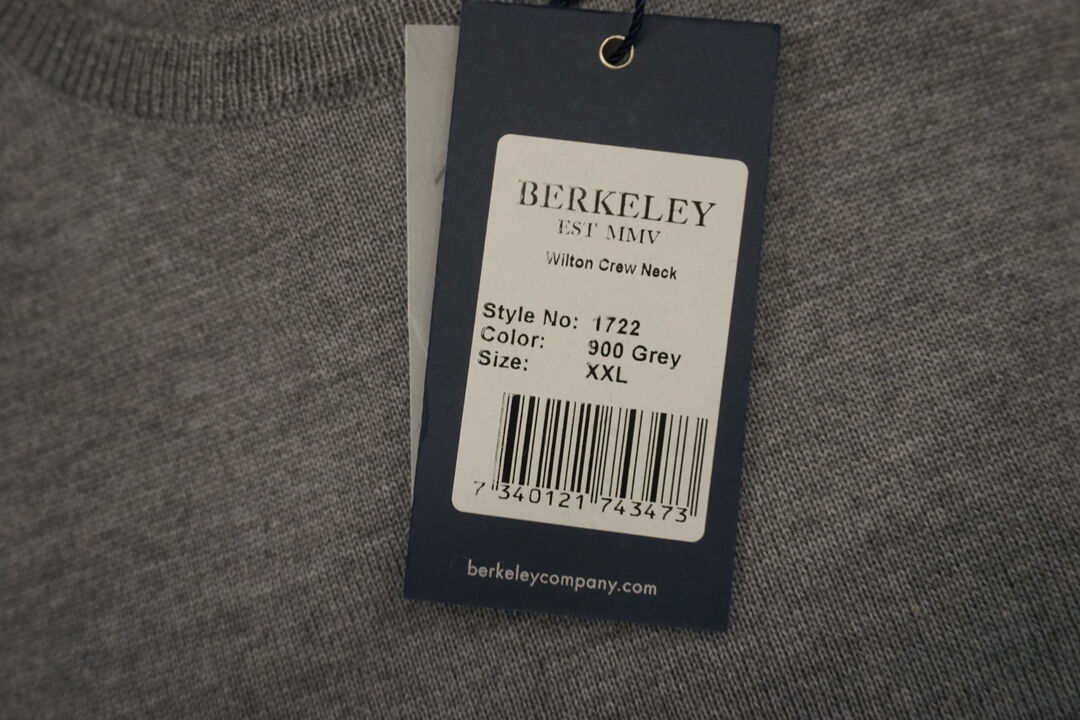 BERKELEY
EST MMV
Wilton Crew Neck
Style No: 1722
Color: 900 Grey
Size: XXL
7 340121 743473
berkeleycompany.com